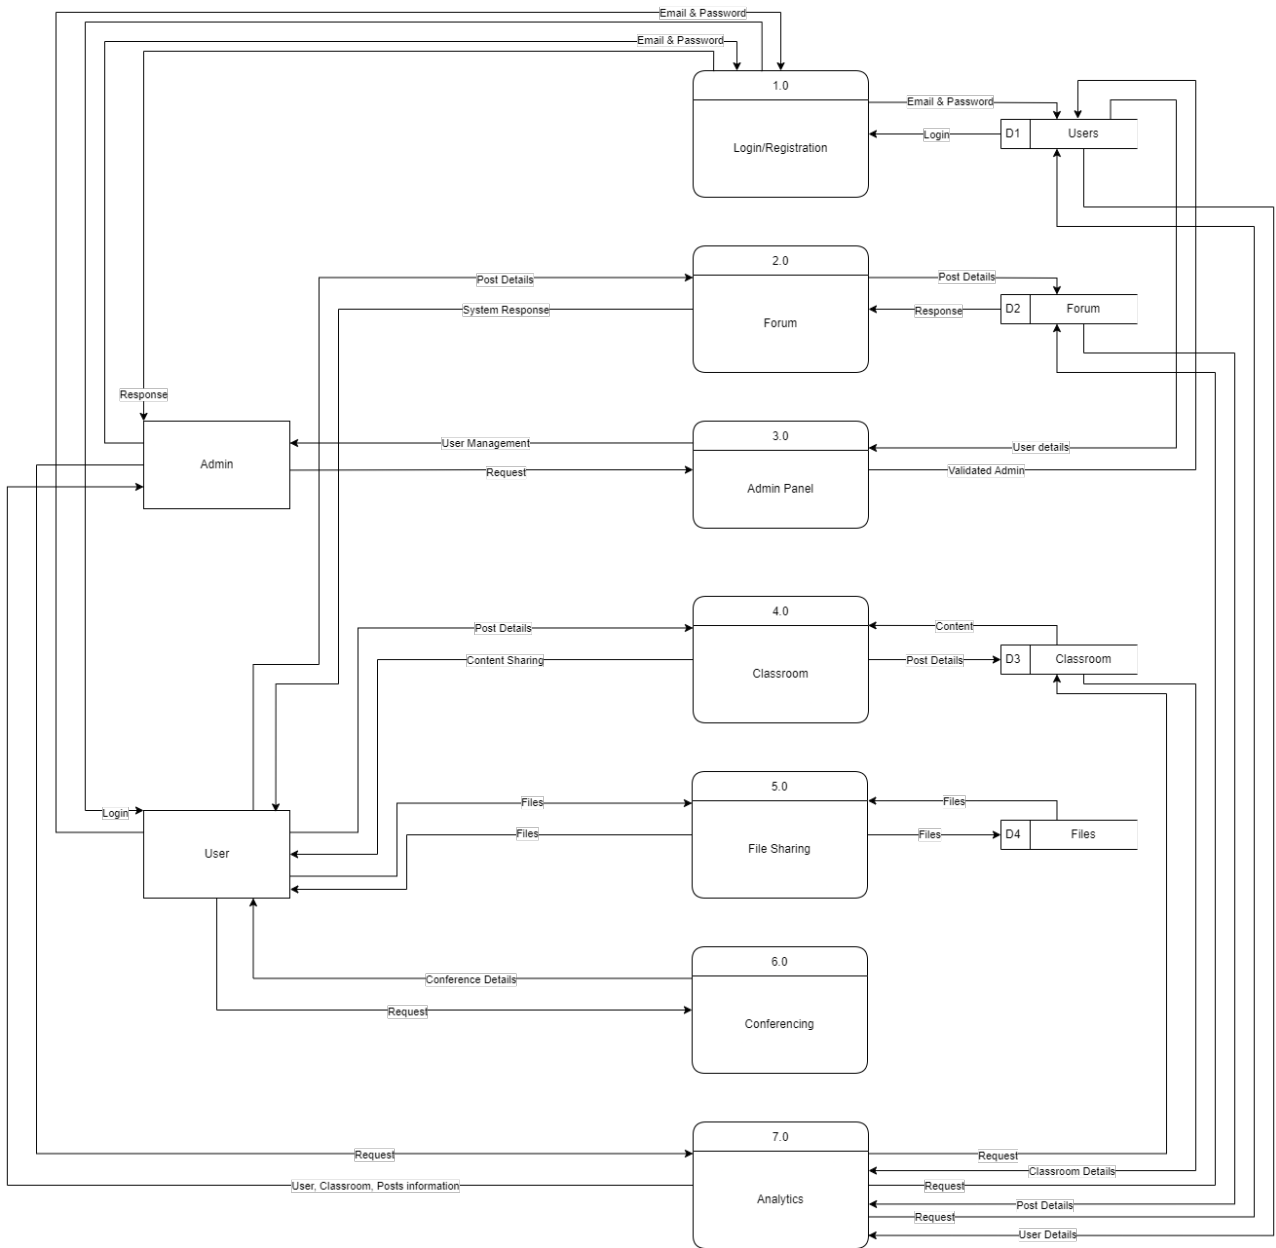 Email & Password
Email & Password
1.0
Email & Password
Login/Registration
D1
Users
Login
2.0
Post Details
Post Details
System Response
Forum
Response
D2
Forum
Response
Admin
User Management
Request
3.0
Admin Panel
User details
Validated Admin
4.0
Post Details
Content
Content Sharing
Classroom
Post Details
D3
Classroom
5.0
Login
User
Files
Files
File Sharing
Files
Files
D4
Files
6.0
Conference Details
Request
Conferencing
7.0
Request
Request
Classroom Details
User, Classroom, Posts information
Analytics
Request
Post Details
Request
User Details